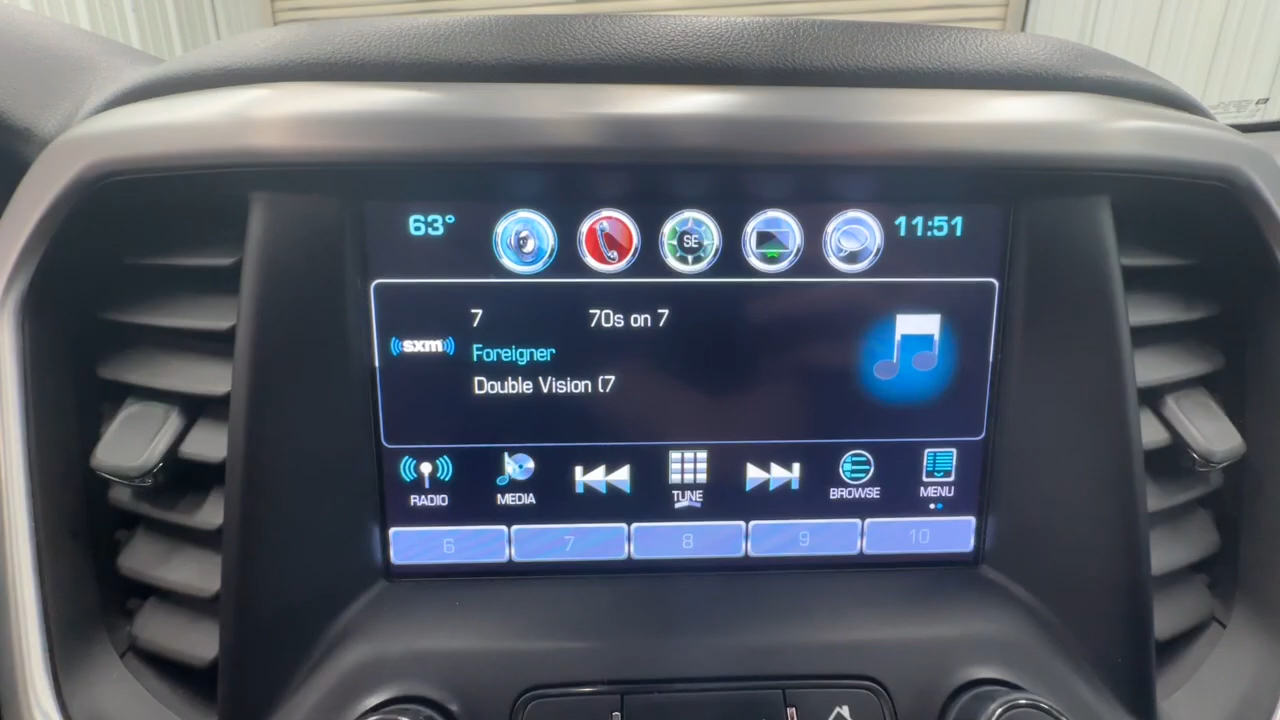 63° SE 11:51
7 70s on 7
((sxm))
Foreigner
Double Vision (7
RADIO MEDIA TUNE BROWSE MENU
6 7 8 9 10